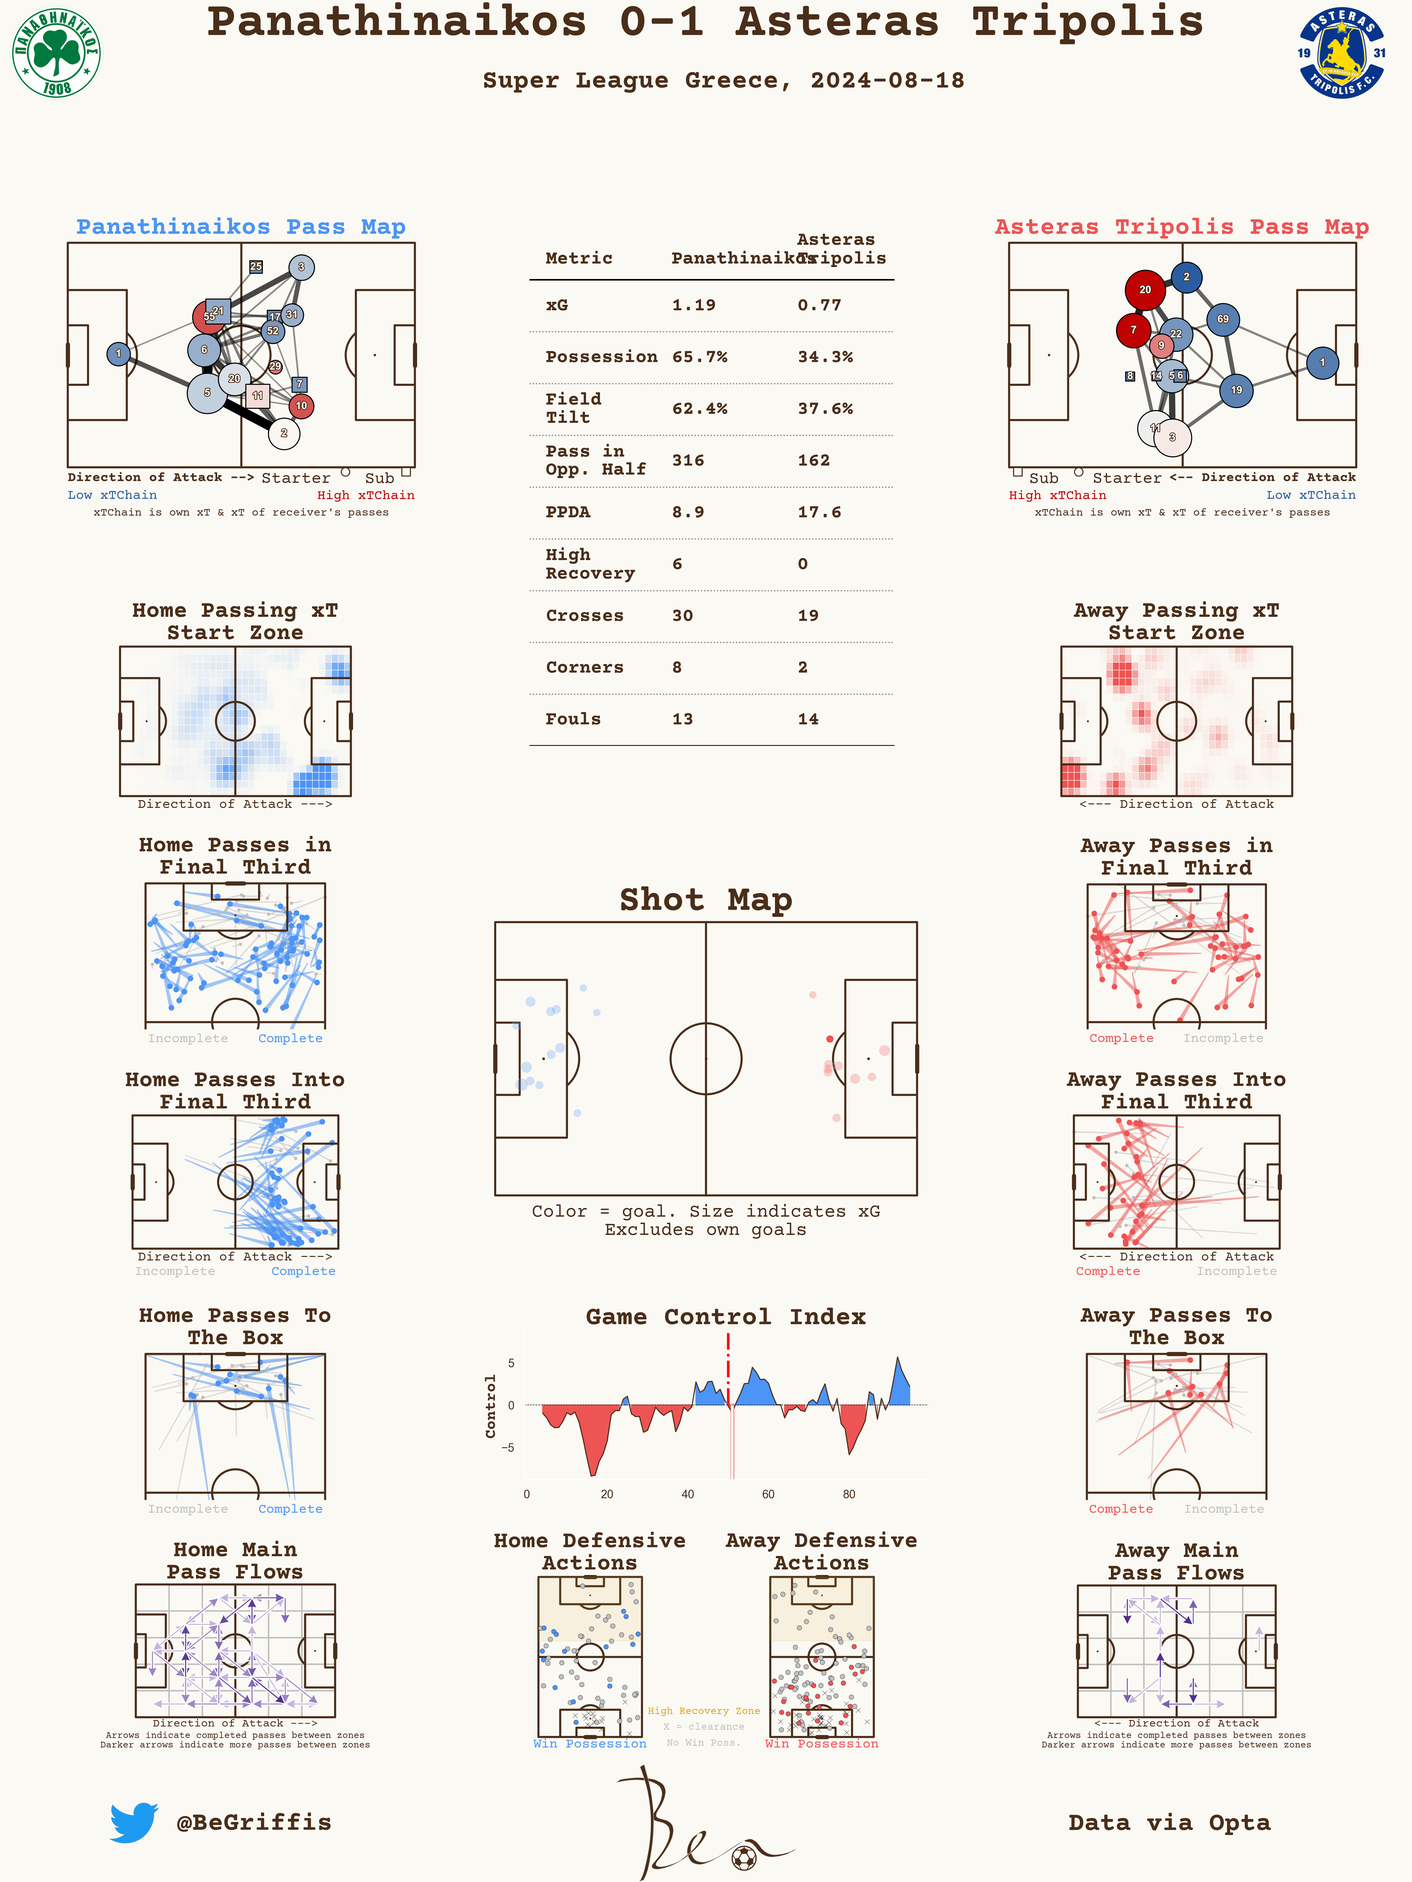 Panathinaikos 0-1 Asteras Tripolis
Super League Greece, 2024-08-18
ΠΑΝΑΘΗΝΑΪΚΟΣ
1908
ASTERAS
19 31
TRIPOLIS F.C.
Panathinaikos Pass Map
25
3
55
21
17
31
52
1
6
29
20
7
5
11
10
2
Direction of Attack --> Starter Sub
Low xTChain High xTChain
xTChain is own xT & xT of receiver's passes
Metric Panathinaikos Asteras Tripolis
xG 1.19 0.77
Possession 65.7% 34.3%
Field Tilt 62.4% 37.6%
Pass in Opp. Half 316 162
PPDA 8.9 17.6
High Recovery 6 0
Crosses 30 19
Corners 8 2
Fouls 13 14
Asteras Tripolis Pass Map
2
20
69
7
22
9
1
8
14
5
6
19
11
3
Sub Starter <-- Direction of Attack
High xTChain Low xTChain
xTChain is own xT & xT of receiver's passes
Home Passing xT
Start Zone
Direction of Attack --->
Away Passing xT
Start Zone
<--- Direction of Attack
Home Passes in
Final Third
Incomplete Complete
Away Passes in
Final Third
Complete Incomplete
Shot Map
Color = goal. Size indicates xG
Excludes own goals
Home Passes Into
Final Third
Direction of Attack --->
Incomplete Complete
Away Passes Into
Final Third
<--- Direction of Attack
Complete Incomplete
Home Passes To
The Box
Incomplete Complete
Game Control Index
Control
5
0
−5
0 20 40 60 80
Away Passes To
The Box
Complete Incomplete
Home Main
Pass Flows
Direction of Attack --->
Arrows indicate completed passes between zones
Darker arrows indicate more passes between zones
Home Defensive
Actions
Win Possession
Away Defensive
Actions
Win Possession
High Recovery Zone
X = clearance
No Win Poss.
Away Main
Pass Flows
<--- Direction of Attack
Arrows indicate completed passes between zones
Darker arrows indicate more passes between zones
@BeGriffis
Ben
Data via Opta